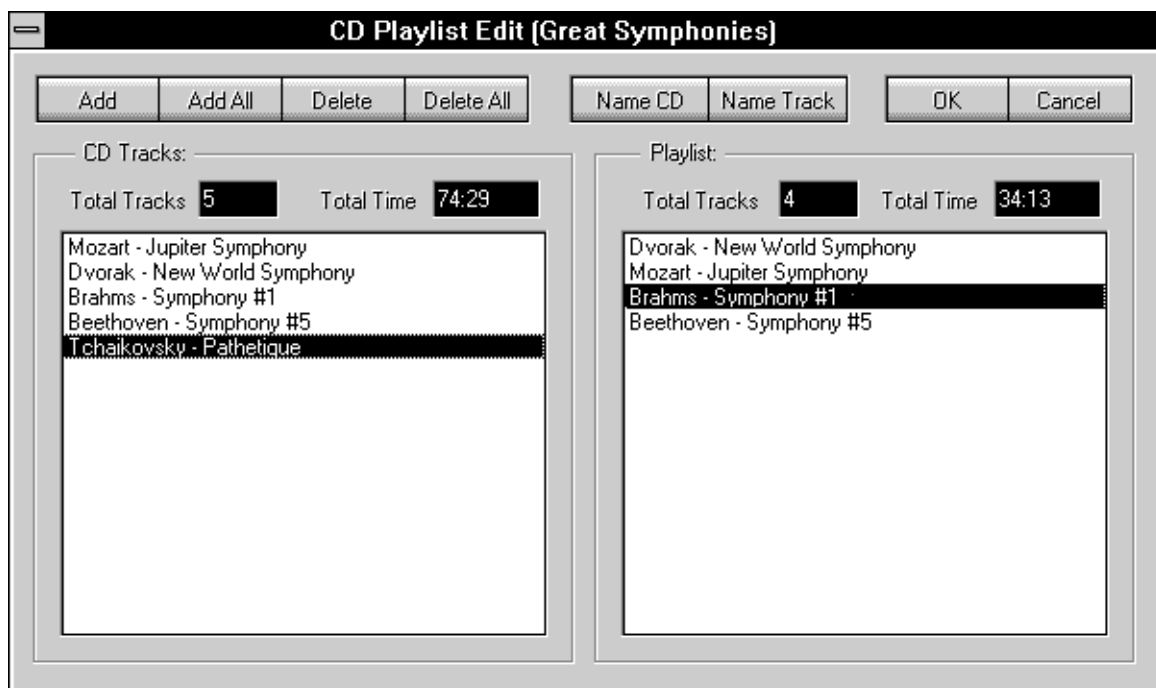 CD Playlist Edit (Great Symphonies)
Add Add All Delete Delete All Name CD Name Track OK Cancel
CD Tracks:
Total Tracks 5 Total Time 74:29
Mozart - Jupiter Symphony
Dvorak - New World Symphony
Brahms - Symphony #1
Beethoven - Symphony #5
Tchaikovsky - Pathetique
Playlist:
Total Tracks 4 Total Time 34:13
Dvorak - New World Symphony
Mozart - Jupiter Symphony
Brahms - Symphony #1
Beethoven - Symphony #5